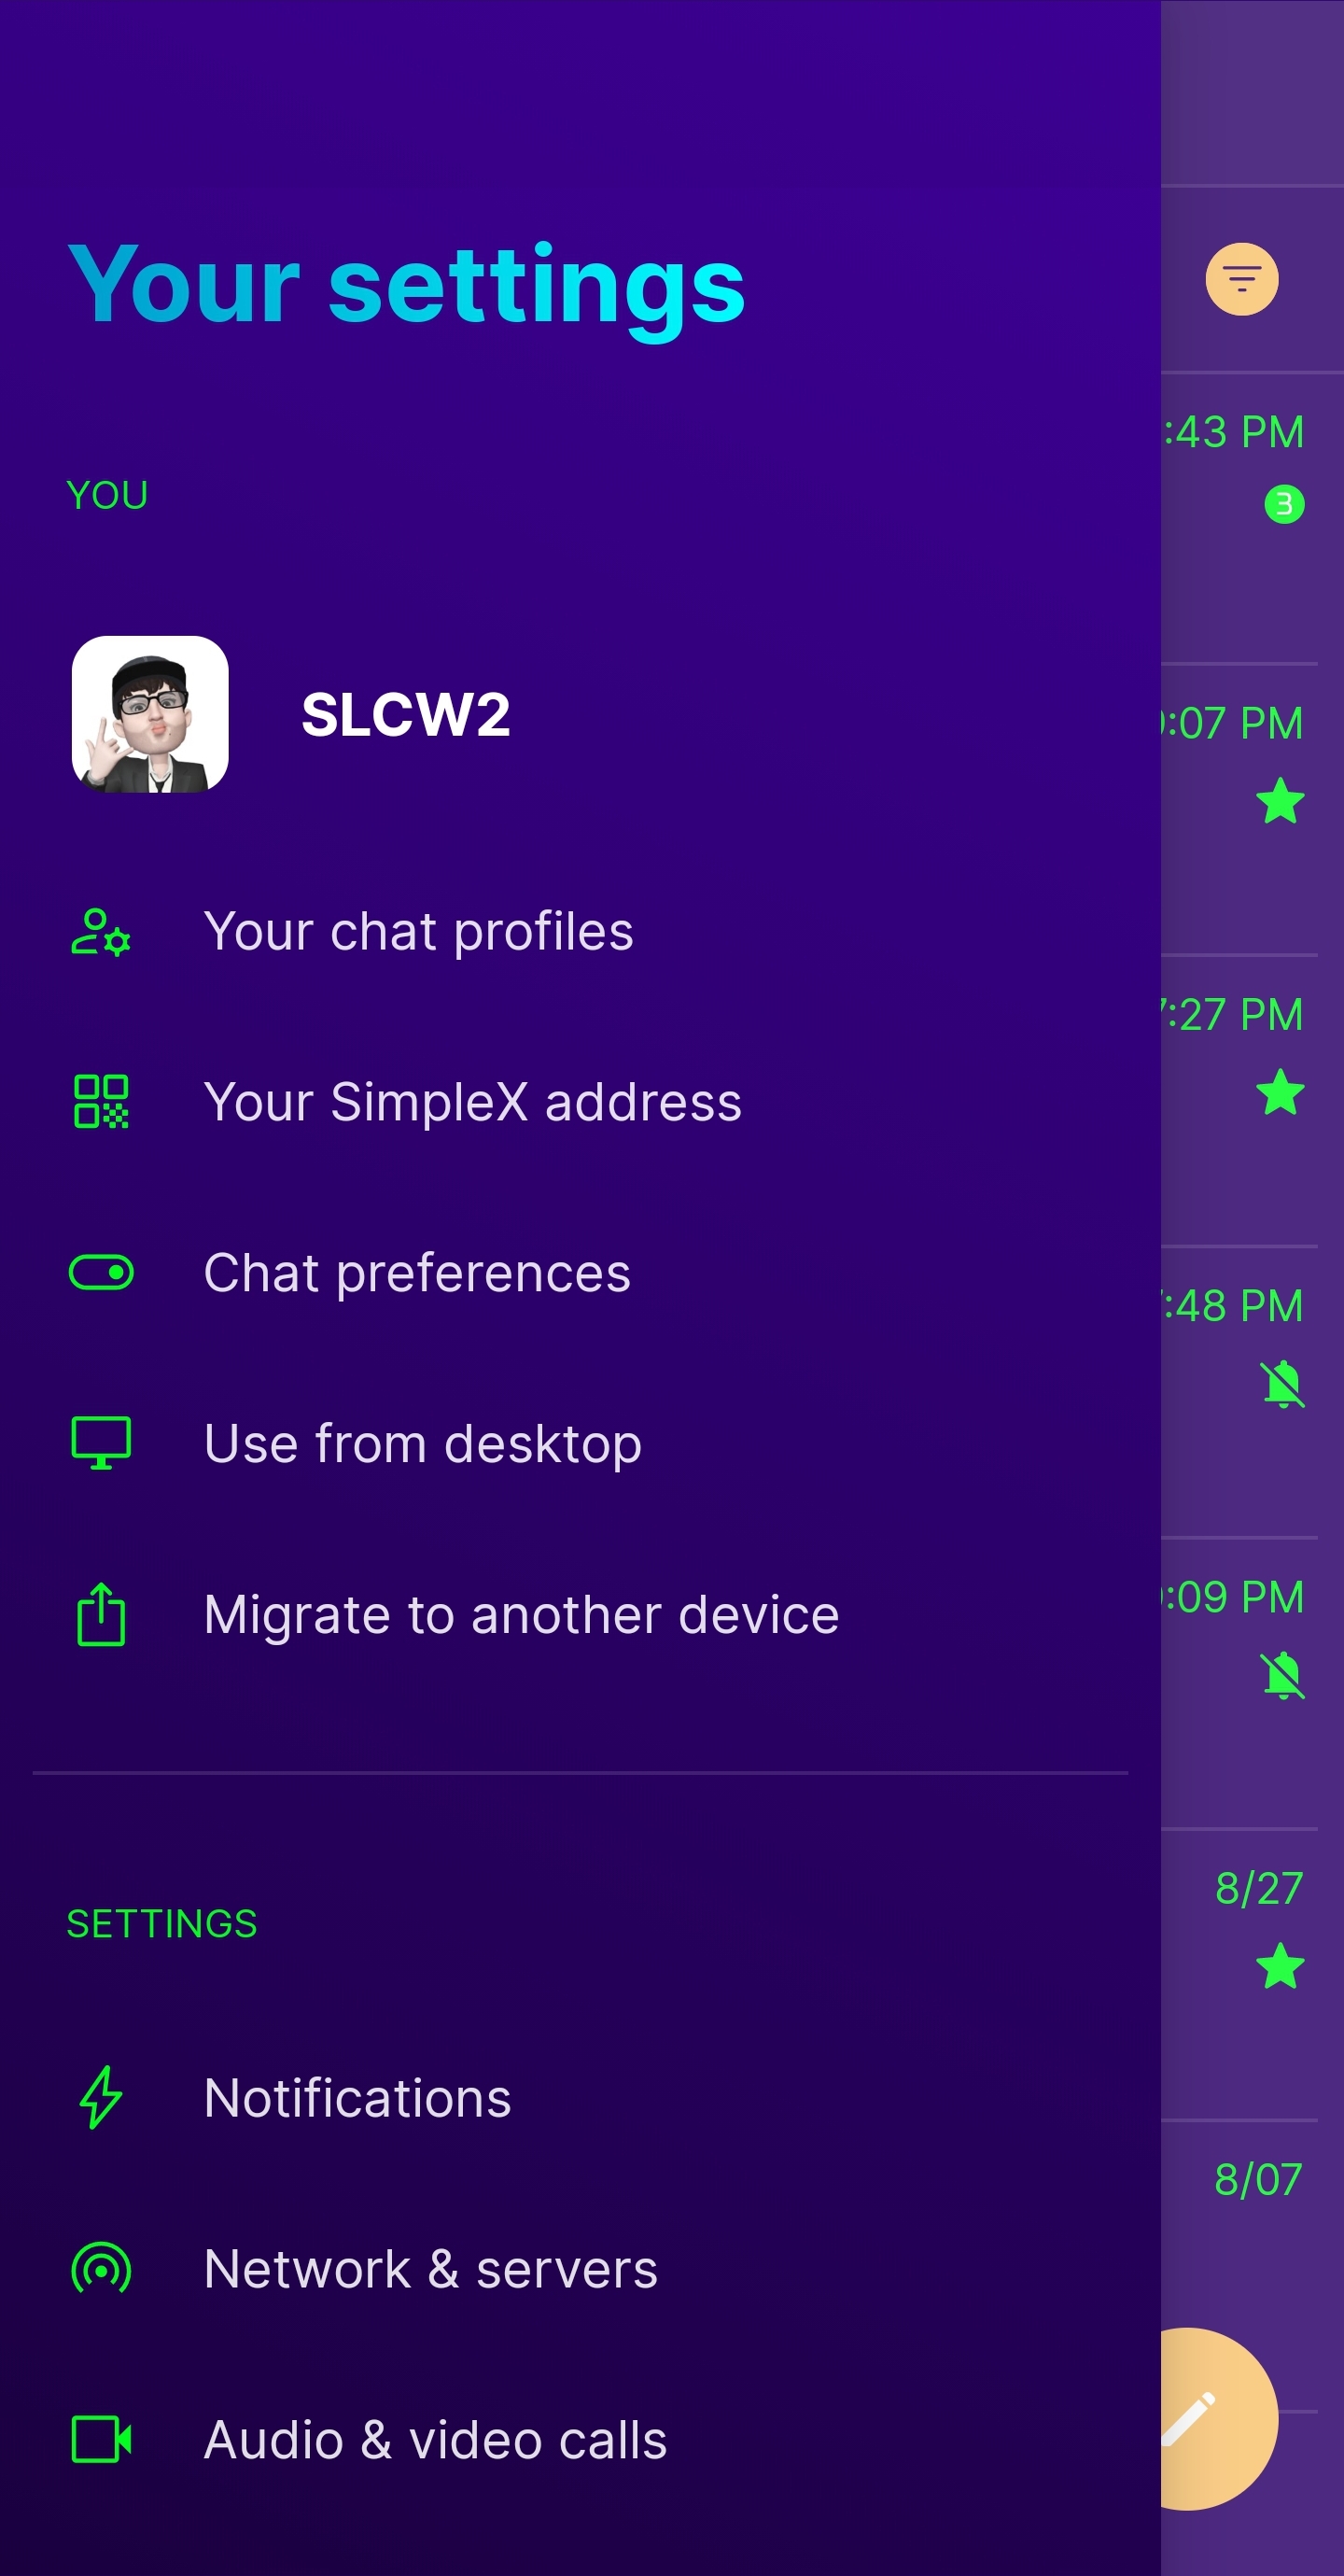 Your settings
YOU
SLCW2
Your chat profiles
Your SimpleX address
Chat preferences
Use from desktop
Migrate to another device
SETTINGS
Notifications
Network & servers
Audio & video calls
:43 PM
3
:07 PM
:27 PM
:48 PM
:09 PM
8/27
8/07